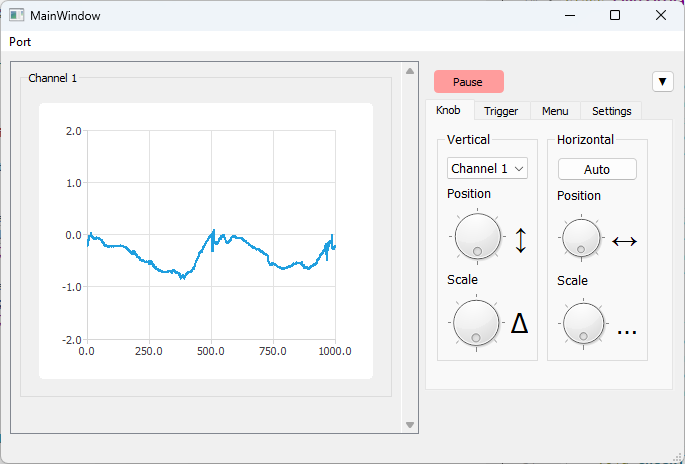 MainWindow
Port
Channel 1
2.0
1.0
0.0
-1.0
-2.0
0.0 250.0 500.0 750.0 1000.0
Pause ▼
Knob Trigger Menu Settings
Vertical
Channel 1
Position
↕
Scale
Δ
Horizontal
Auto
Position
↔
Scale
...